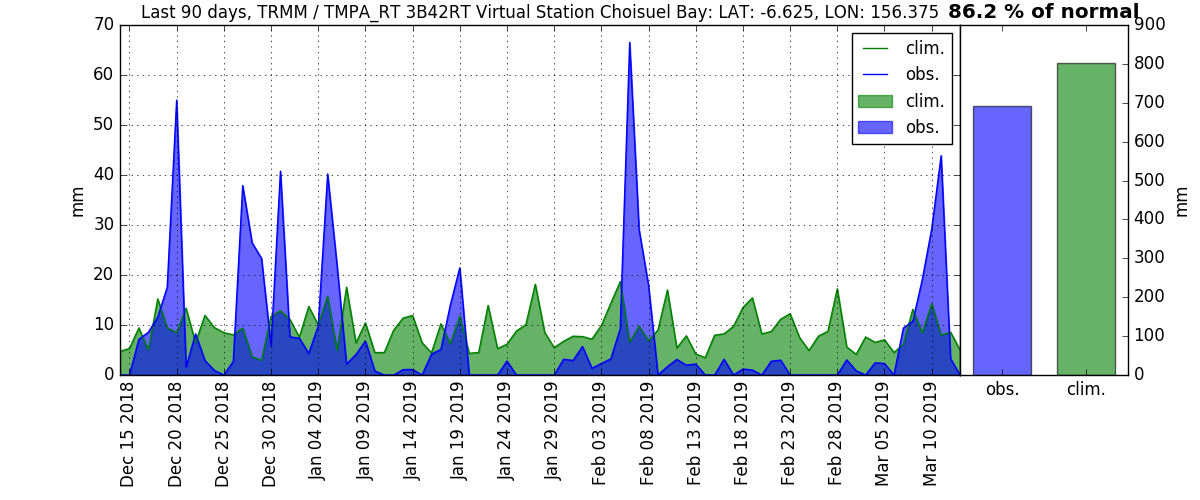 Last 90 days, TRMM / TMPA_RT 3B42RT Virtual Station Choisuel Bay: LAT: -6.625, LON: 156.375 86.2 % of normal
70
60
50
40
30
20
10
0
mm
clim.
obs.
clim.
obs.
Dec 15 2018
Dec 20 2018
Dec 25 2018
Dec 30 2018
Jan 04 2019
Jan 09 2019
Jan 14 2019
Jan 19 2019
Jan 24 2019
Jan 29 2019
Feb 03 2019
Feb 08 2019
Feb 13 2019
Feb 18 2019
Feb 23 2019
Feb 28 2019
Mar 05 2019
Mar 10 2019
900
800
700
600
500
400
300
200
100
0
mm
obs.
clim.